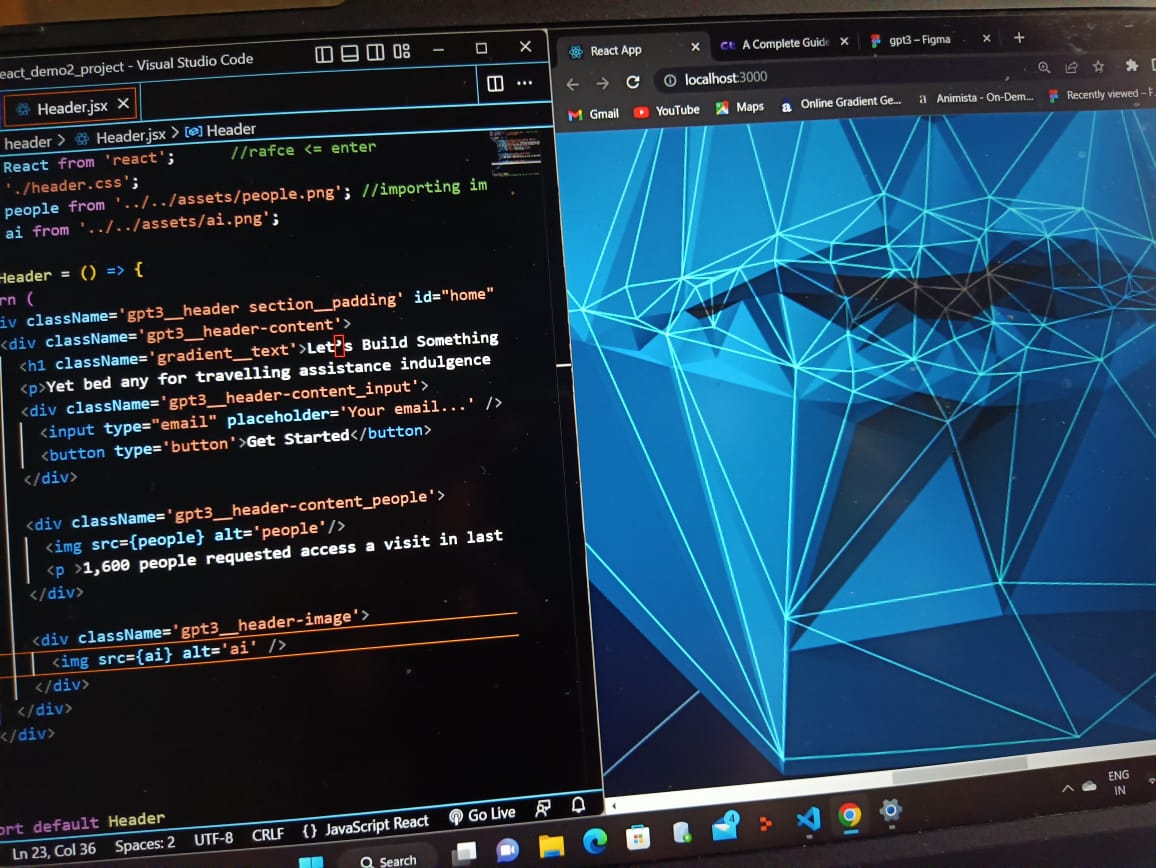 eact_demo2_project - Visual Studio Code
Header.jsx
header > Header.jsx > Header
React from 'react'; //rafce <= enter
'./header.css';
people from '../../assets/people.png'; //importing im
ai from '../../assets/ai.png';
Header = () => {
rn (
iv className='gpt3__header section__padding' id="home"
<div className='gpt3__header-content'>
<h1 className='gradient__text'>Let's Build Something
<p>Yet bed any for travelling assistance indulgence
<div className='gpt3__header-content_input'>
<input type="email" placeholder='Your email...' />
<button type='button'>Get Started</button>
</div>
<div className='gpt3__header-content_people'>
<img src={people} alt='people'/>
<p >1,600 people requested access a visit in last
</div>
<div className='gpt3__header-image'>
<img src={ai} alt='ai' />
</div>
</div>
</div>
ort default Header
Ln 23, Col 36 Spaces: 2 UTF-8 CRLF {} JavaScript React Go Live
React App
A Complete Guide
gpt3 – Figma
localhost:3000
Gmail YouTube Maps Online Gradient Ge... Animista - On-Dem... Recently viewed – F
Search
4
ENG
IN